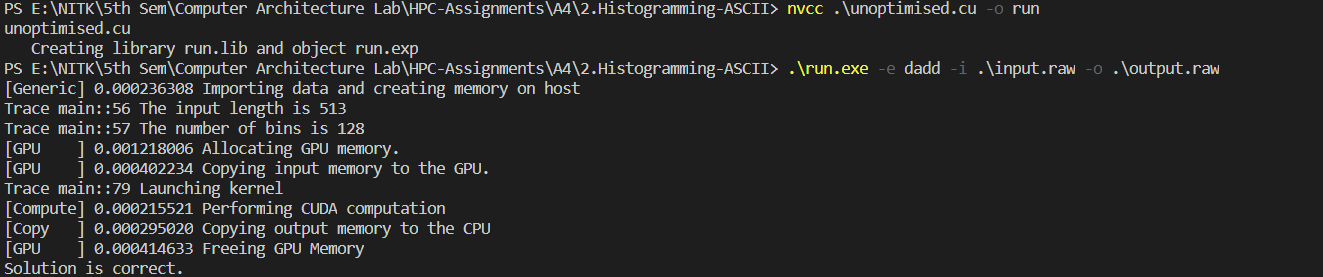 PS E:\NITK\5th Sem\Computer Architecture Lab\HPC-Assignments\A4\2.Histogramming-ASCII> nvcc .\unoptimised.cu -o run
unoptimised.cu
   Creating library run.lib and object run.exp
PS E:\NITK\5th Sem\Computer Architecture Lab\HPC-Assignments\A4\2.Histogramming-ASCII> .\run.exe -e dadd -i .\input.raw -o .\output.raw
[Generic] 0.000236308 Importing data and creating memory on host
Trace main::56 The input length is 513
Trace main::57 The number of bins is 128
[GPU    ] 0.001218006 Allocating GPU memory.
[GPU    ] 0.000402234 Copying input memory to the GPU.
Trace main::79 Launching kernel
[Compute] 0.000215521 Performing CUDA computation
[Copy   ] 0.000295020 Copying output memory to the CPU
[GPU    ] 0.000414633 Freeing GPU Memory
Solution is correct.